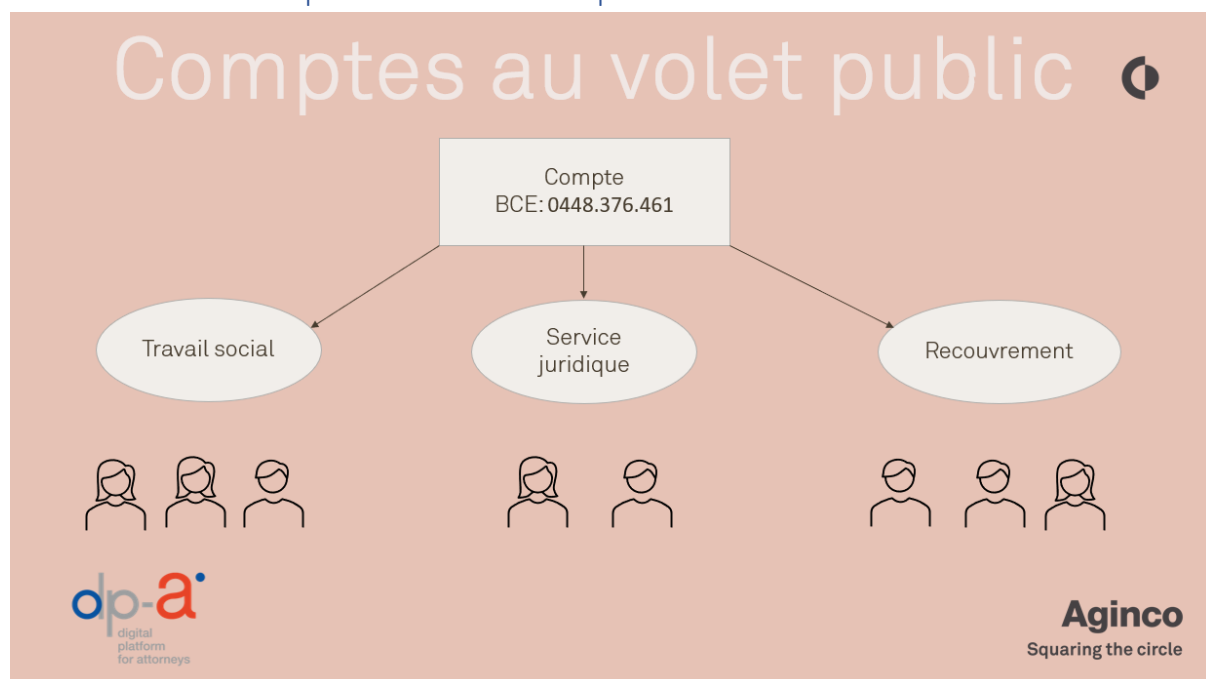 Comptes au volet public
Compte
BCE: 0448.376.461
Travail social
Service
juridique
Recouvrement
dp-a
digital
platform
for attorneys
Aginco
Squaring the circle